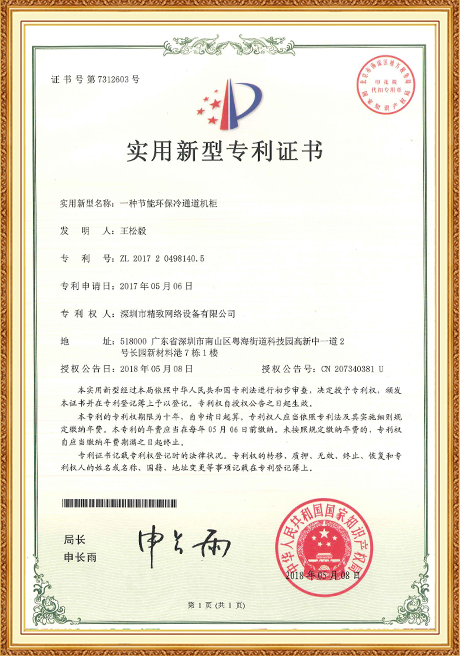 证书号第7312603号
实用新型专利证书
实用新型名称：一种节能环保冷通道机柜
发 明 人：王松毅
专 利 号：ZL 2017 2 0498140.5
专利申请日：2017年05月06日
专 利 权 人：深圳市精致网络设备有限公司
地 址：518000 广东省深圳市南山区粤海街道科技园高新中一道2
号长园新材料港7栋1楼
授权公告日：2018年05月08日 授权公告号：CN 207340381 U
本实用新型经过本局依照中华人民共和国专利法进行初步审查，决定授予专利权，颁发
本证书并在专利登记簿上予以登记。专利权自授权公告之日起生效。
本专利的专利权期限为十年，自申请日起算。专利权人应当依照专利法及其实施细则规
定缴纳年费。本专利的年费应当在每年05月06日前缴纳。未按照规定缴纳年费的，专利权
自应当缴纳年费期满之日起终止。
专利证书记载专利权登记时的法律状况。专利权的转移、质押、无效、终止、恢复和专
利权人的姓名或名称、国籍、地址变更等事项记载在专利登记簿上。
局长
申长雨
申长雨
中华人民共和国国家知识产权局
2018年05月08日
第 1 页 (共 1 页)